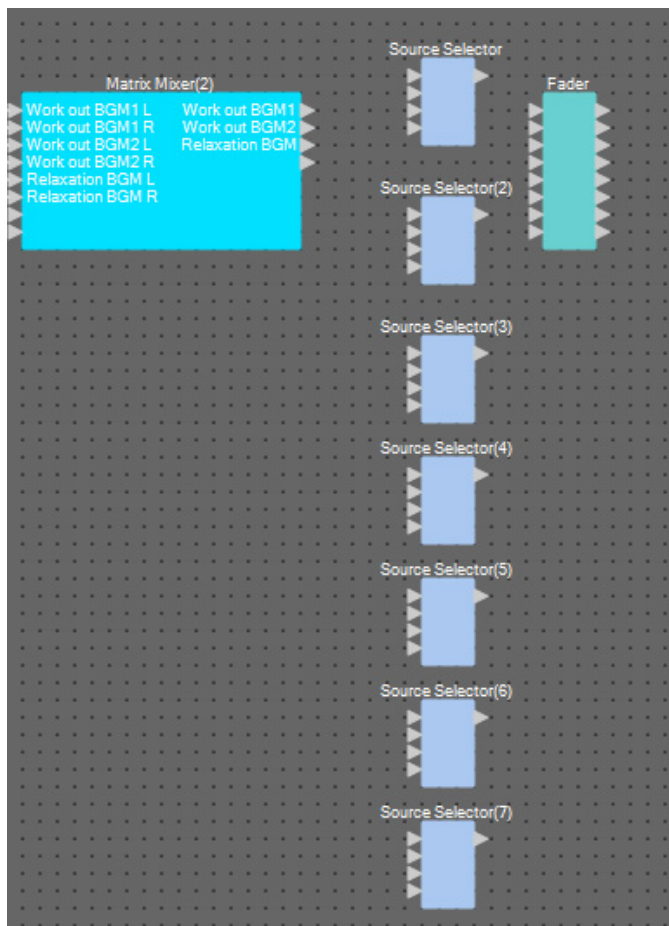 Source Selector
Matrix Mixer(2)
Fader
Work out BGM1 L
Work out BGM1
Work out BGM1 R
Work out BGM2
Work out BGM2 L
Relaxation BGM
Work out BGM2 R
Relaxation BGM L
Relaxation BGM R
Source Selector(2)
Source Selector(3)
Source Selector(4)
Source Selector(5)
Source Selector(6)
Source Selector(7)